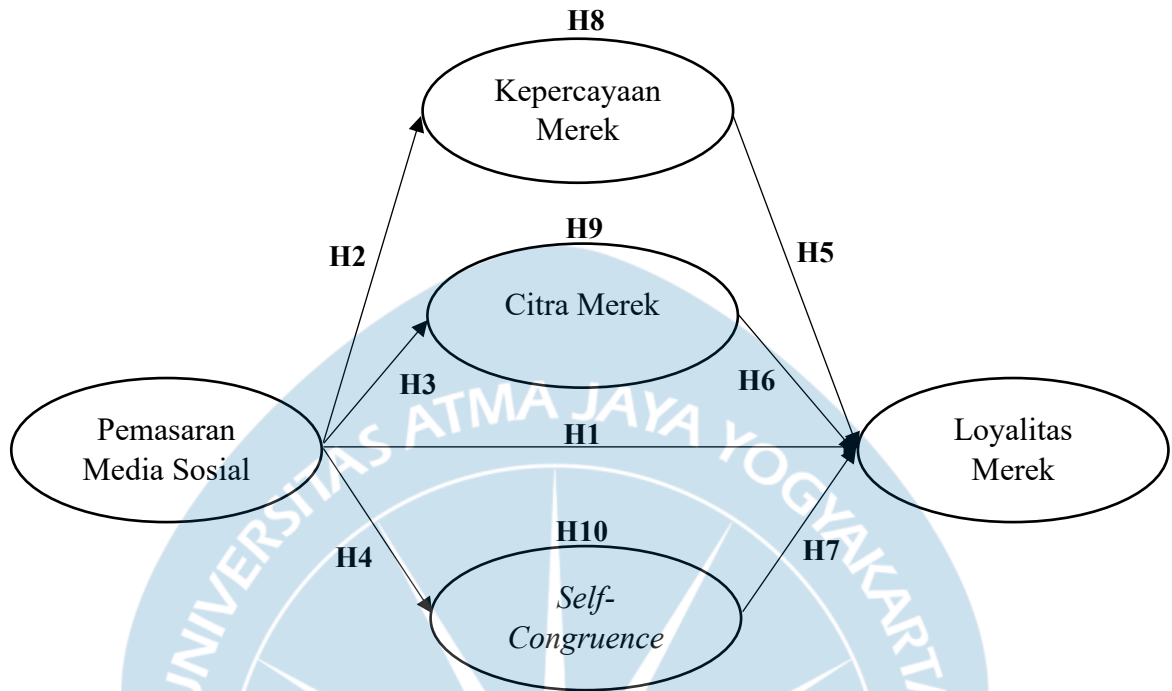 H8
Kepercayaan
Merek
H9
H2
H5
Citra Merek
H3
H6
Pemasaran
Media Sosial
H1
Loyalitas
Merek
H10
H4
H7
Self-
Congruence
UNIVERSITAS ATMA JAYA YOGYAKARTA